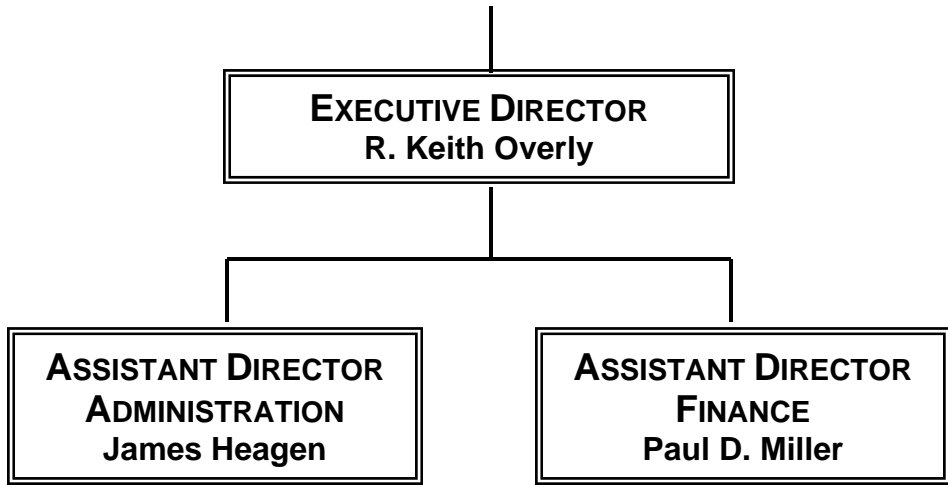 EXECUTIVE DIRECTOR
R. Keith Overly
ASSISTANT DIRECTOR
ADMINISTRATION
James Heagen
ASSISTANT DIRECTOR
FINANCE
Paul D. Miller